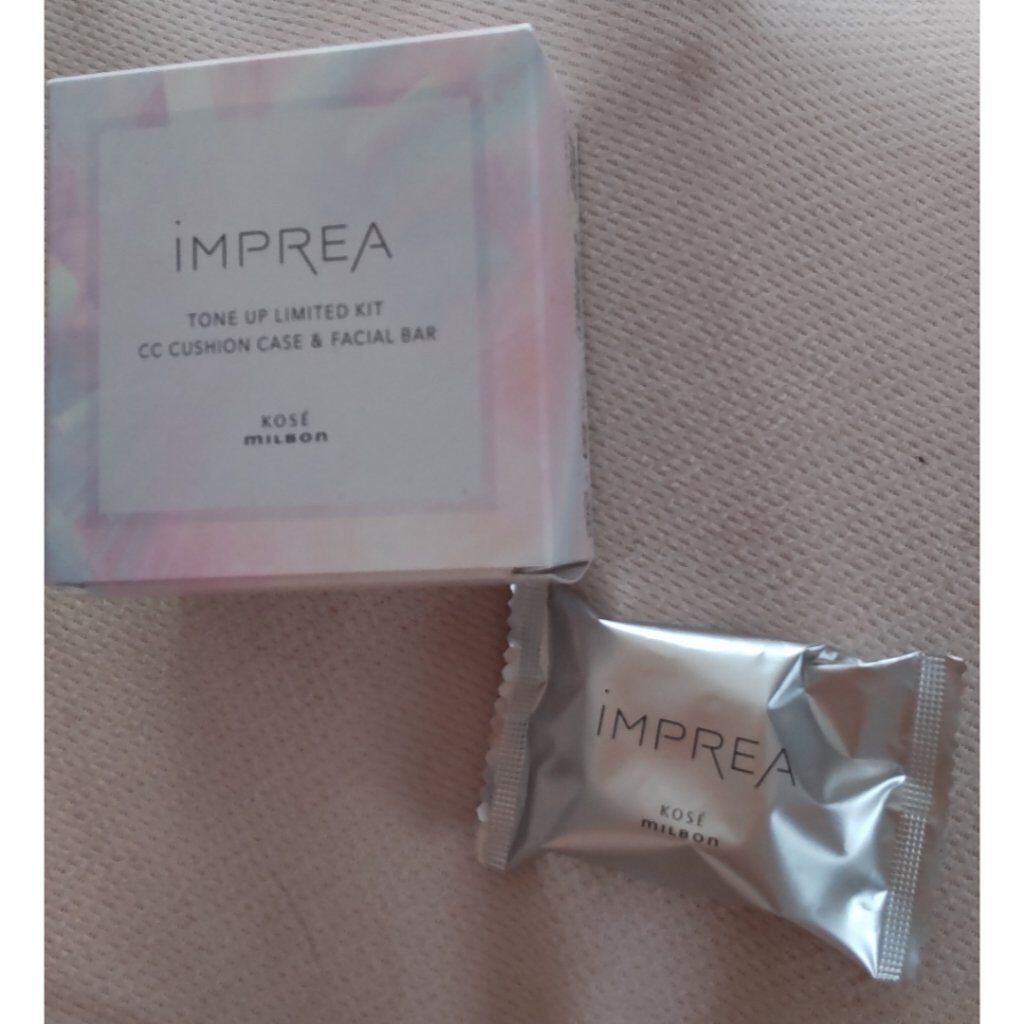 iMPREA
TONE UP LIMITED KIT
CC CUSHION CASE & FACIAL BAR
KOSÉ
MILBON
iMPREA
KOSÉ
MILBON